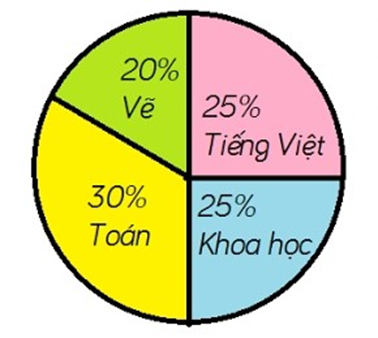 20%
Vẽ
25%
Tiếng Việt
30%
Toán
25%
Khoa học